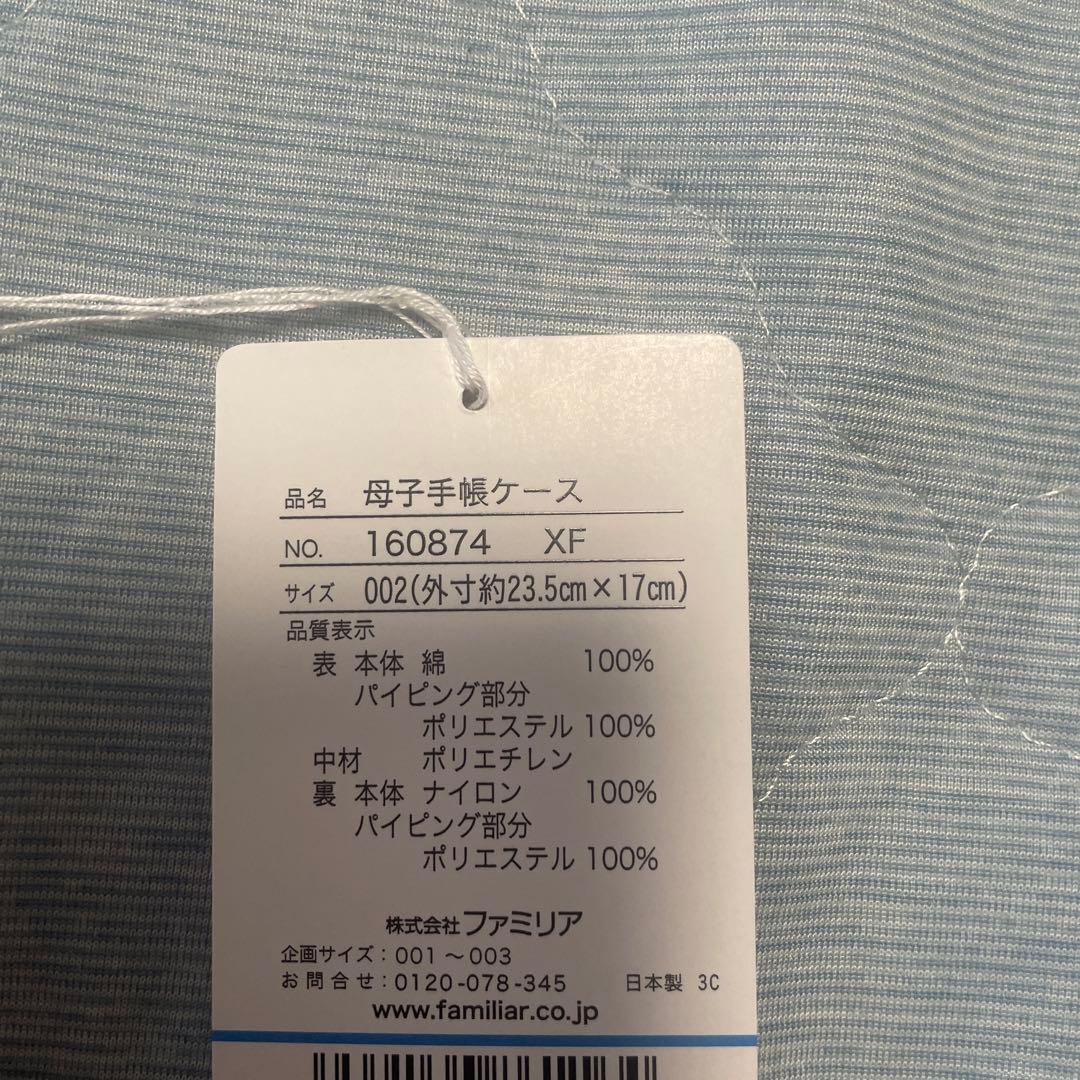 品名 母子手帳ケース
NO. 160874 XF
サイズ 002(外寸約23.5cm×17cm)
品質表示
表 本体 綿 100%
パイピング部分
ポリエステル 100%
中材 ポリエチレン
裏 本体 ナイロン 100%
パイピング部分
ポリエステル 100%
株式会社ファミリア
企画サイズ：001～003
お問合せ：0120-078-345 日本製 3C
www.familiar.co.jp